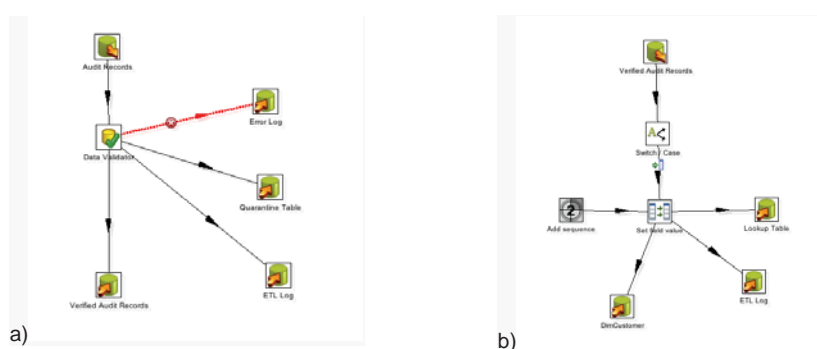 Audit Records
Error Log
Data Validator
Quarantine Table
ETL Log
Verified Audit Records
a)
Verified Audit Records
Switch / Case
Add sequence
Set field value
Lookup Table
ETL Log
DimCustomer
b)